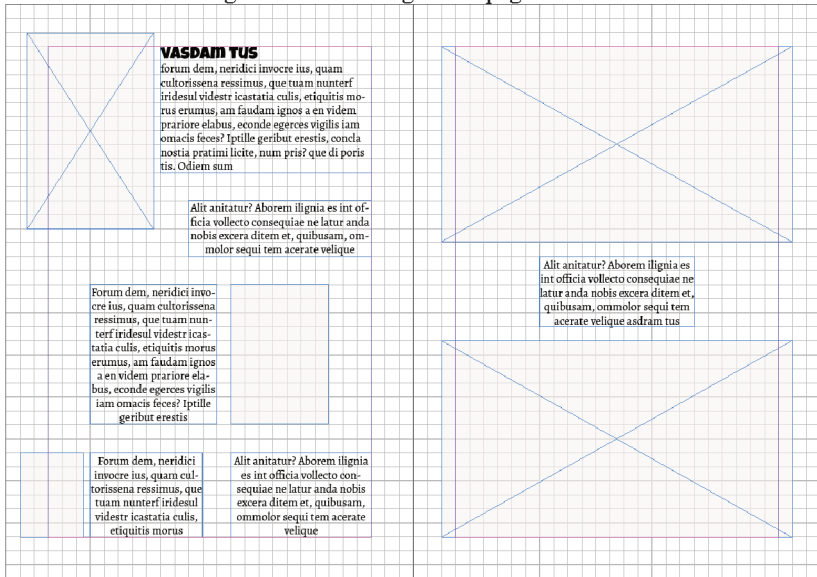 VASDAM TUS
forum dem, neridici invocre ius, quam
cultorissena ressimus, que tuam nunterf
iridesul videstr icastatia culis, etiquitis mo-
rus erumus, am faudam ignos a en videm
prariore elabus, econde egerces vigilis iam
omacis feces? Iptille geribut erestis, concla
nostia pratimi licite, num pris? que di poris
tis. Odiem sum
Alit anitatur? Aborem ilignia es int of-
ficia vollecto consequiae ne latur anda
nobis excera ditem et, quibusam, om-
molor sequi tem acerate velique
Forum dem, neridici invo-
cre ius, quam cultorissena
ressimus, que tuam nun-
terf iridesul videstr icas-
tatia culis, etiquitis morus
erumus, am faudam ignos
a en videm prariore ela-
bus, econde egerces vigilis
iam omacis feces? Iptille
geribut erestis
Forum dem, neridici
invocre ius, quam cul-
torissena ressimus, que
tuam nunterf iridesul
videstr icastatia culis,
etiquitis morus
Alit anitatur? Aborem ilignia
es int officia vollecto con-
sequiae ne latur anda nobis
excera ditem et, quibusam,
ommolor sequi tem acerate
velique
Alit anitatur? Aborem ilignia es
int officia vollecto consequiae ne
latur anda nobis excera ditem et,
quibusam, ommolor sequi tem
acerate velique asdram tus